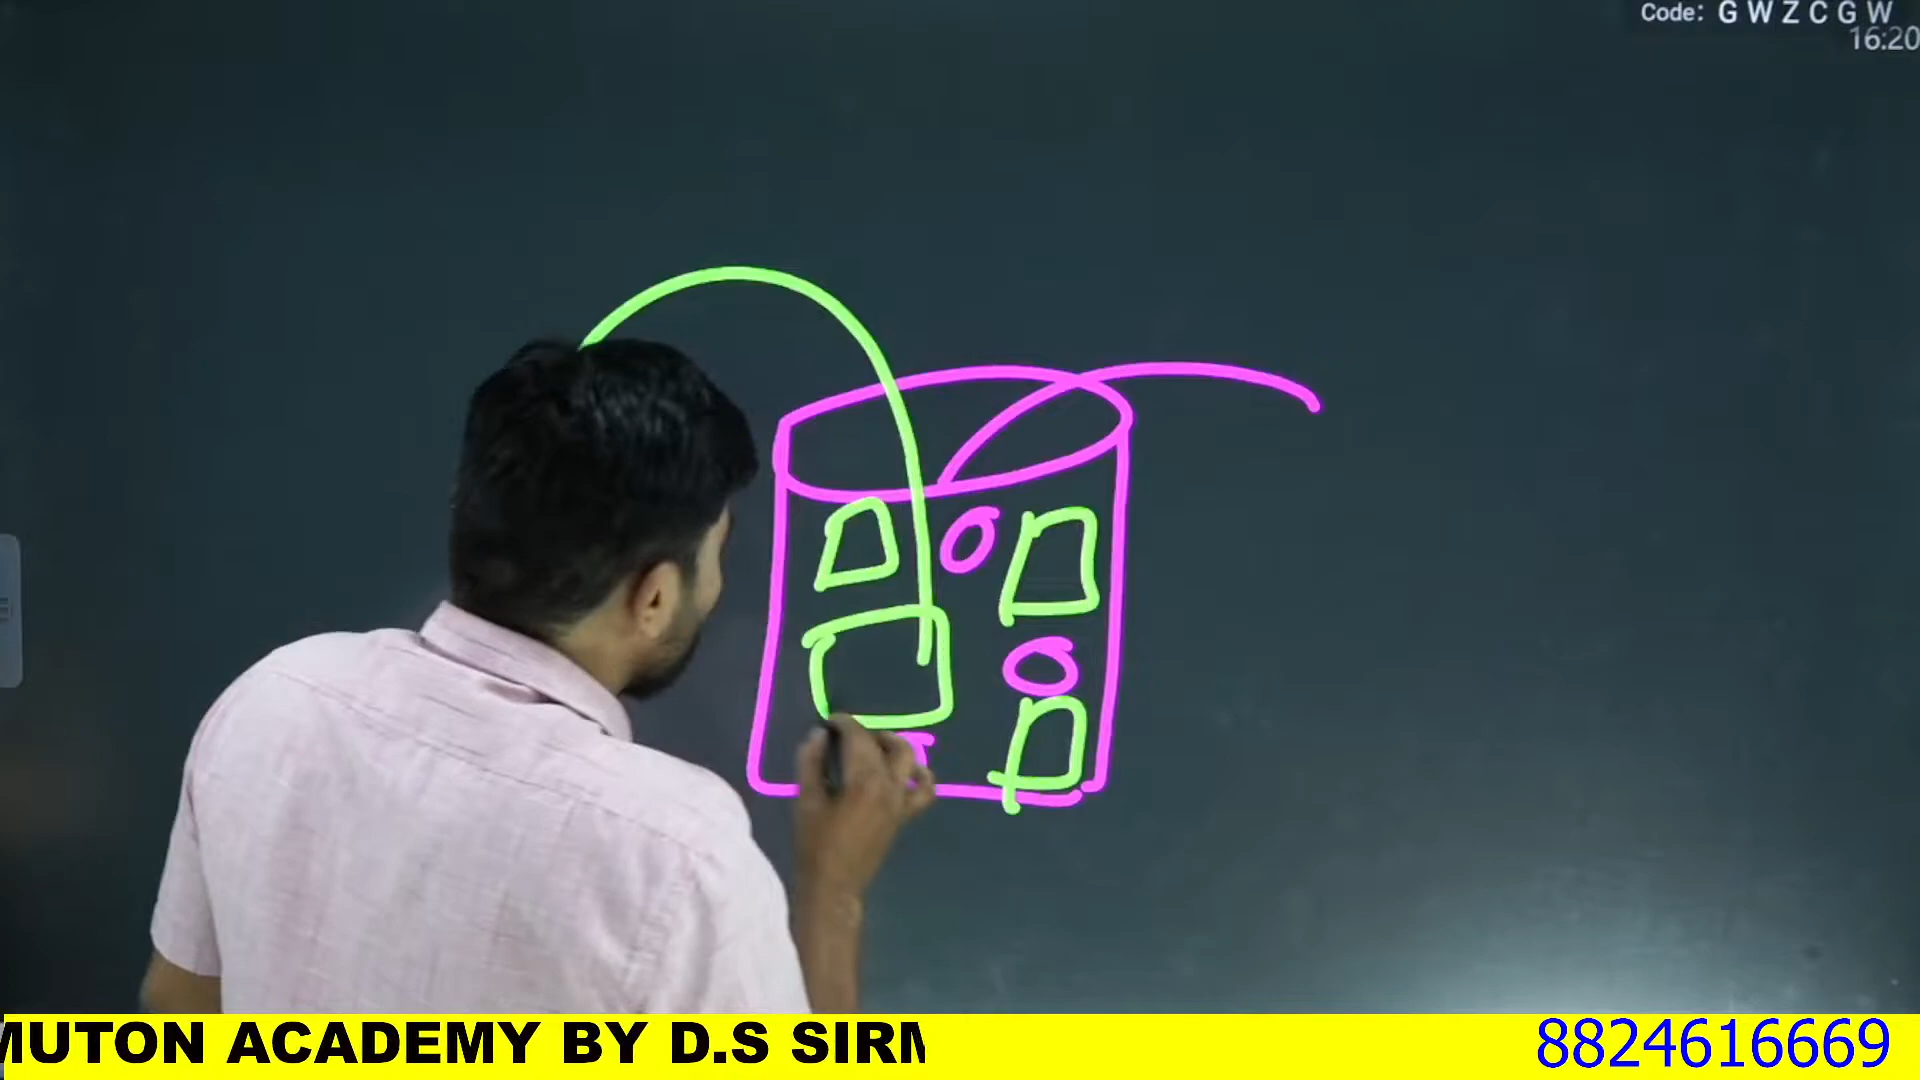 Code: G W Z C G W
16:20
MUTON ACADEMY BY D.S SIR
8824616669